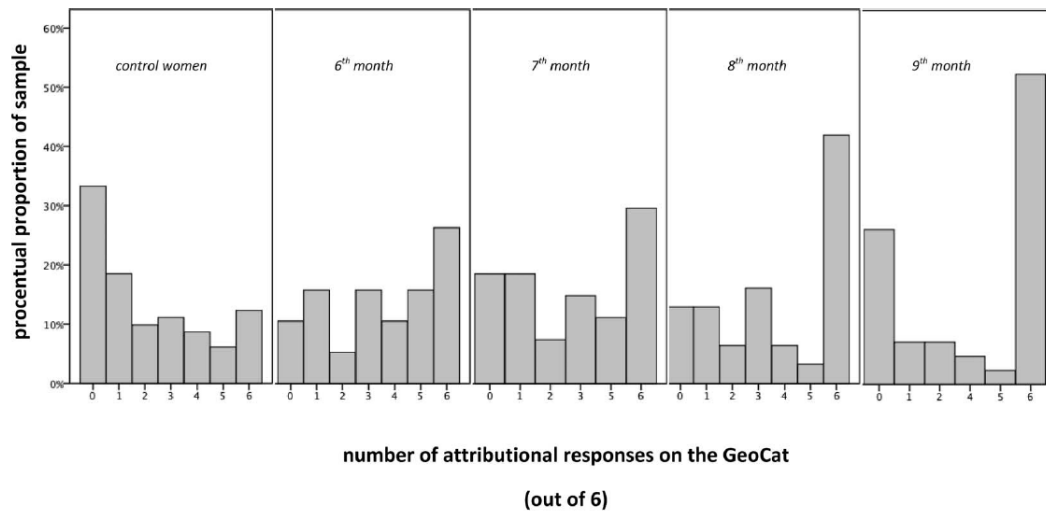 procentual proportion of sample
60%
50%
40%
30%
20%
10%
0%
control women
6th month
7th month
8th month
9th month
0 1 2 3 4 5 6
0 1 2 3 4 5 6
0 1 2 3 5 6
0 1 2 3 4 5 6
0 1 2 4 5 6
number of attributional responses on the GeoCat
(out of 6)